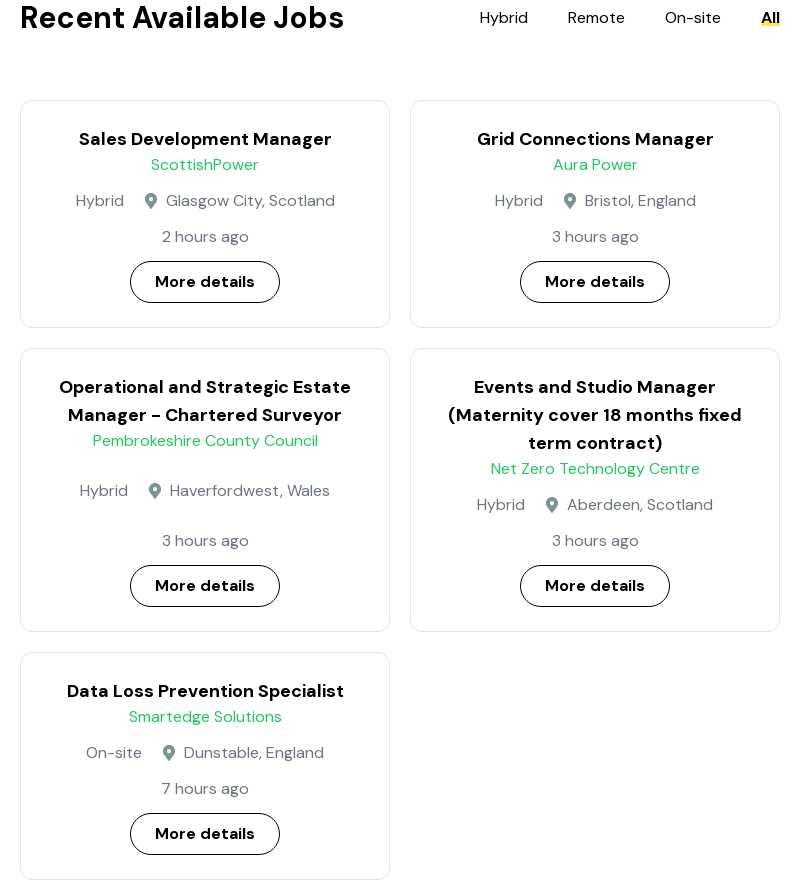 Recent Available Jobs
Hybrid Remote On-site All
Sales Development Manager
ScottishPower
Hybrid Glasgow City, Scotland
2 hours ago
More details
Grid Connections Manager
Aura Power
Hybrid Bristol, England
3 hours ago
More details
Operational and Strategic Estate
Manager – Chartered Surveyor
Pembrokeshire County Council
Hybrid Haverfordwest, Wales
3 hours ago
More details
Events and Studio Manager
(Maternity cover 18 months fixed
term contract)
Net Zero Technology Centre
Hybrid Aberdeen, Scotland
3 hours ago
More details
Data Loss Prevention Specialist
Smartedge Solutions
On-site Dunstable, England
7 hours ago
More details